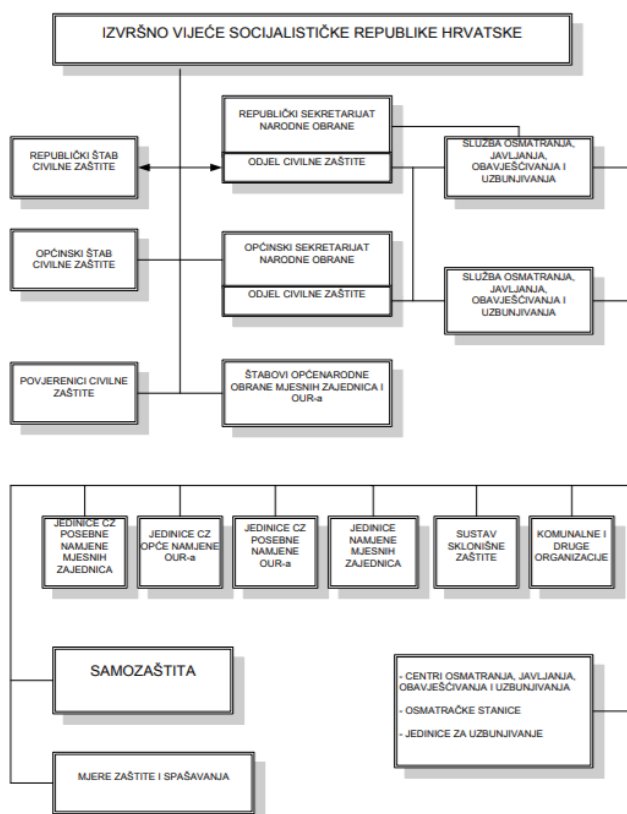 IZVRŠNO VIJEĆE SOCIJALISTIČKE REPUBLIKE HRVATSKE
REPUBLIČKI ŠTAB
CIVILNE ZAŠTITE
REPUBLIČKI SEKRETARIJAT
NARODNE OBRANE
ODJEL CIVILNE ZAŠTITE
SLUŽBA OSMATRANJA,
JAVLJANJA,
OBAVJEŠĆIVANJA I
UZBUNJIVANJA
OPĆINSKI ŠTAB
CIVILNE ZAŠTITE
OPĆINSKI SEKRETARIJAT
NARODNE OBRANE
ODJEL CIVILNE ZAŠTITE
SLUŽBA OSMATRANJA,
JAVLJANJA,
OBAVJEŠĆIVANJA I
UZBUNJIVANJA
POVJERENICI CIVILNE
ZAŠTITE
ŠTABOVI OPĆENARODNE
OBRANE MJESNIH ZAJEDNICA I
OUR-a
JEDINICE CZ
POSEBNE
NAMJENE
MJESNIH
ZAJEDNICA
JEDINICE CZ
OPĆE NAMJENE
OUR-a
JEDINICE CZ
POSEBNE
NAMJENE
OUR-a
JEDINICE
NAMJENE
MJESNIH
ZAJEDNICA
SUSTAV
SKLONIŠNE
ZAŠTITE
KOMUNALNE I
DRUGE
ORGANIZACIJE
SAMOZAŠTITA
- CENTRI OSMATRANJA, JAVLJANJA,
OBAVJEŠĆIVANJA I UZBUNJIVANJA
- OSMATRAČKE STANICE
- JEDINICE ZA UZBUNJIVANJE
MJERE ZAŠTITE I SPAŠAVANJA